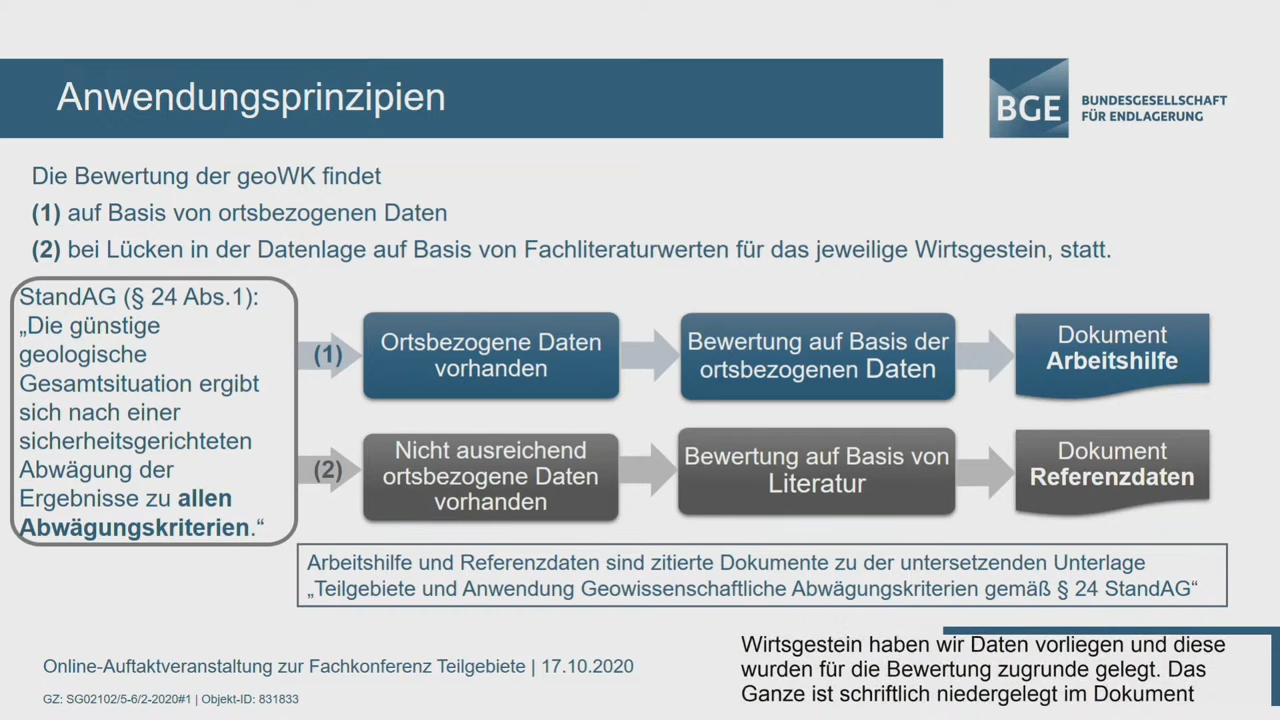 Anwendungsprinzipien
BGE
BUNDESGESELLSCHAFT
FÜR ENDLAGERUNG
Die Bewertung der geoWK findet
(1) auf Basis von ortsbezogenen Daten
(2) bei Lücken in der Datenlage auf Basis von Fachliteraturwerten für das jeweilige Wirtsgestein, statt.
StandAG (§ 24 Abs.1):
„Die günstige
geologische
Gesamtsituation ergibt
sich nach einer
sicherheitsgerichteten
Abwägung der
Ergebnisse zu allen
Abwägungskriterien.“
(1)
Ortsbezogene Daten
vorhanden
Bewertung auf Basis der
ortsbezogenen Daten
Dokument
Arbeitshilfe
(2)
Nicht ausreichend
ortsbezogene Daten
vorhanden
Bewertung auf Basis von
Literatur
Dokument
Referenzdaten
Arbeitshilfe und Referenzdaten sind zitierte Dokumente zu der untersetzenden Unterlage
„Teilgebiete und Anwendung Geowissenschaftliche Abwägungskriterien gemäß § 24 StandAG“
Online-Auftaktveranstaltung zur Fachkonferenz Teilgebiete | 17.10.2020
GZ: SG02102/5-6/2-2020#1 | Objekt-ID: 831833
Wirtsgestein haben wir Daten vorliegen und diese
wurden für die Bewertung zugrunde gelegt. Das
Ganze ist schriftlich niedergelegt im Dokument